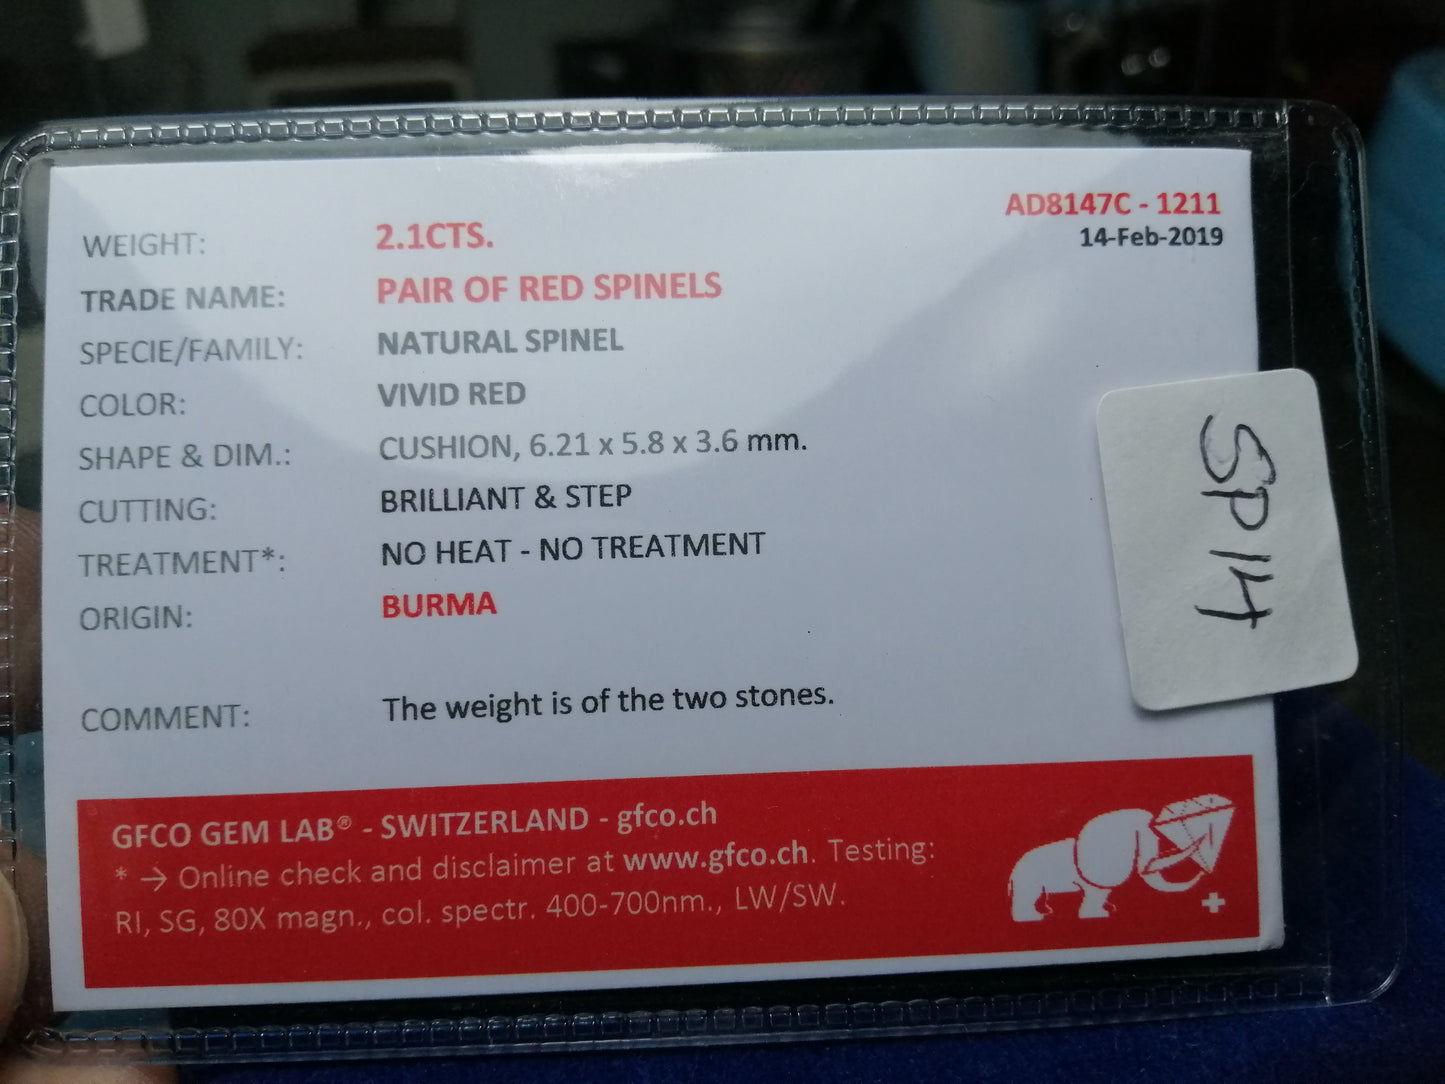 AD8147C - 1211
14-Feb-2019
WEIGHT: 2.1CTS.
TRADE NAME: PAIR OF RED SPINELS
SPECIE/FAMILY: NATURAL SPINEL
COLOR: VIVID RED
SHAPE & DIM.: CUSHION, 6.21 x 5.8 x 3.6 mm.
CUTTING: BRILLIANT & STEP
TREATMENT*: NO HEAT - NO TREATMENT
ORIGIN: BURMA
COMMENT: The weight is of the two stones.
SP14
GFCO GEM LAB® - SWITZERLAND - gfco.ch
* → Online check and disclaimer at www.gfco.ch. Testing:
RI, SG, 80X magn., col. spectr. 400-700nm., LW/SW.